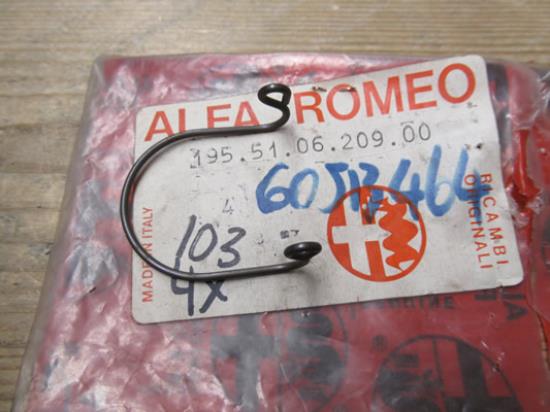 ALFA ROMEO
195.51.06.209.00
60513466
4
103
4X
MADE IN ITALY
RICAMBI
ORIGINALI